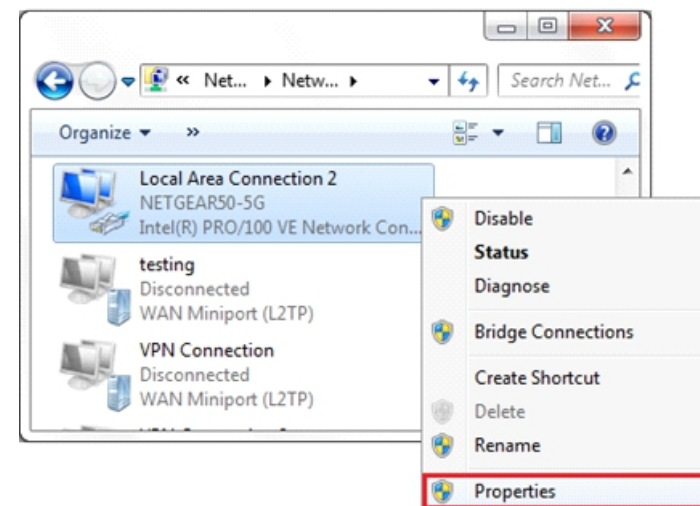 « Net... ▸ Netw... ▸
Search Net...
Organize ▾ »
Local Area Connection 2
NETGEAR50-5G
Intel(R) PRO/100 VE Network Con...
testing
Disconnected
WAN Miniport (L2TP)
VPN Connection
Disconnected
WAN Miniport (L2TP)
Disable
Status
Diagnose
Bridge Connections
Create Shortcut
Delete
Rename
Properties